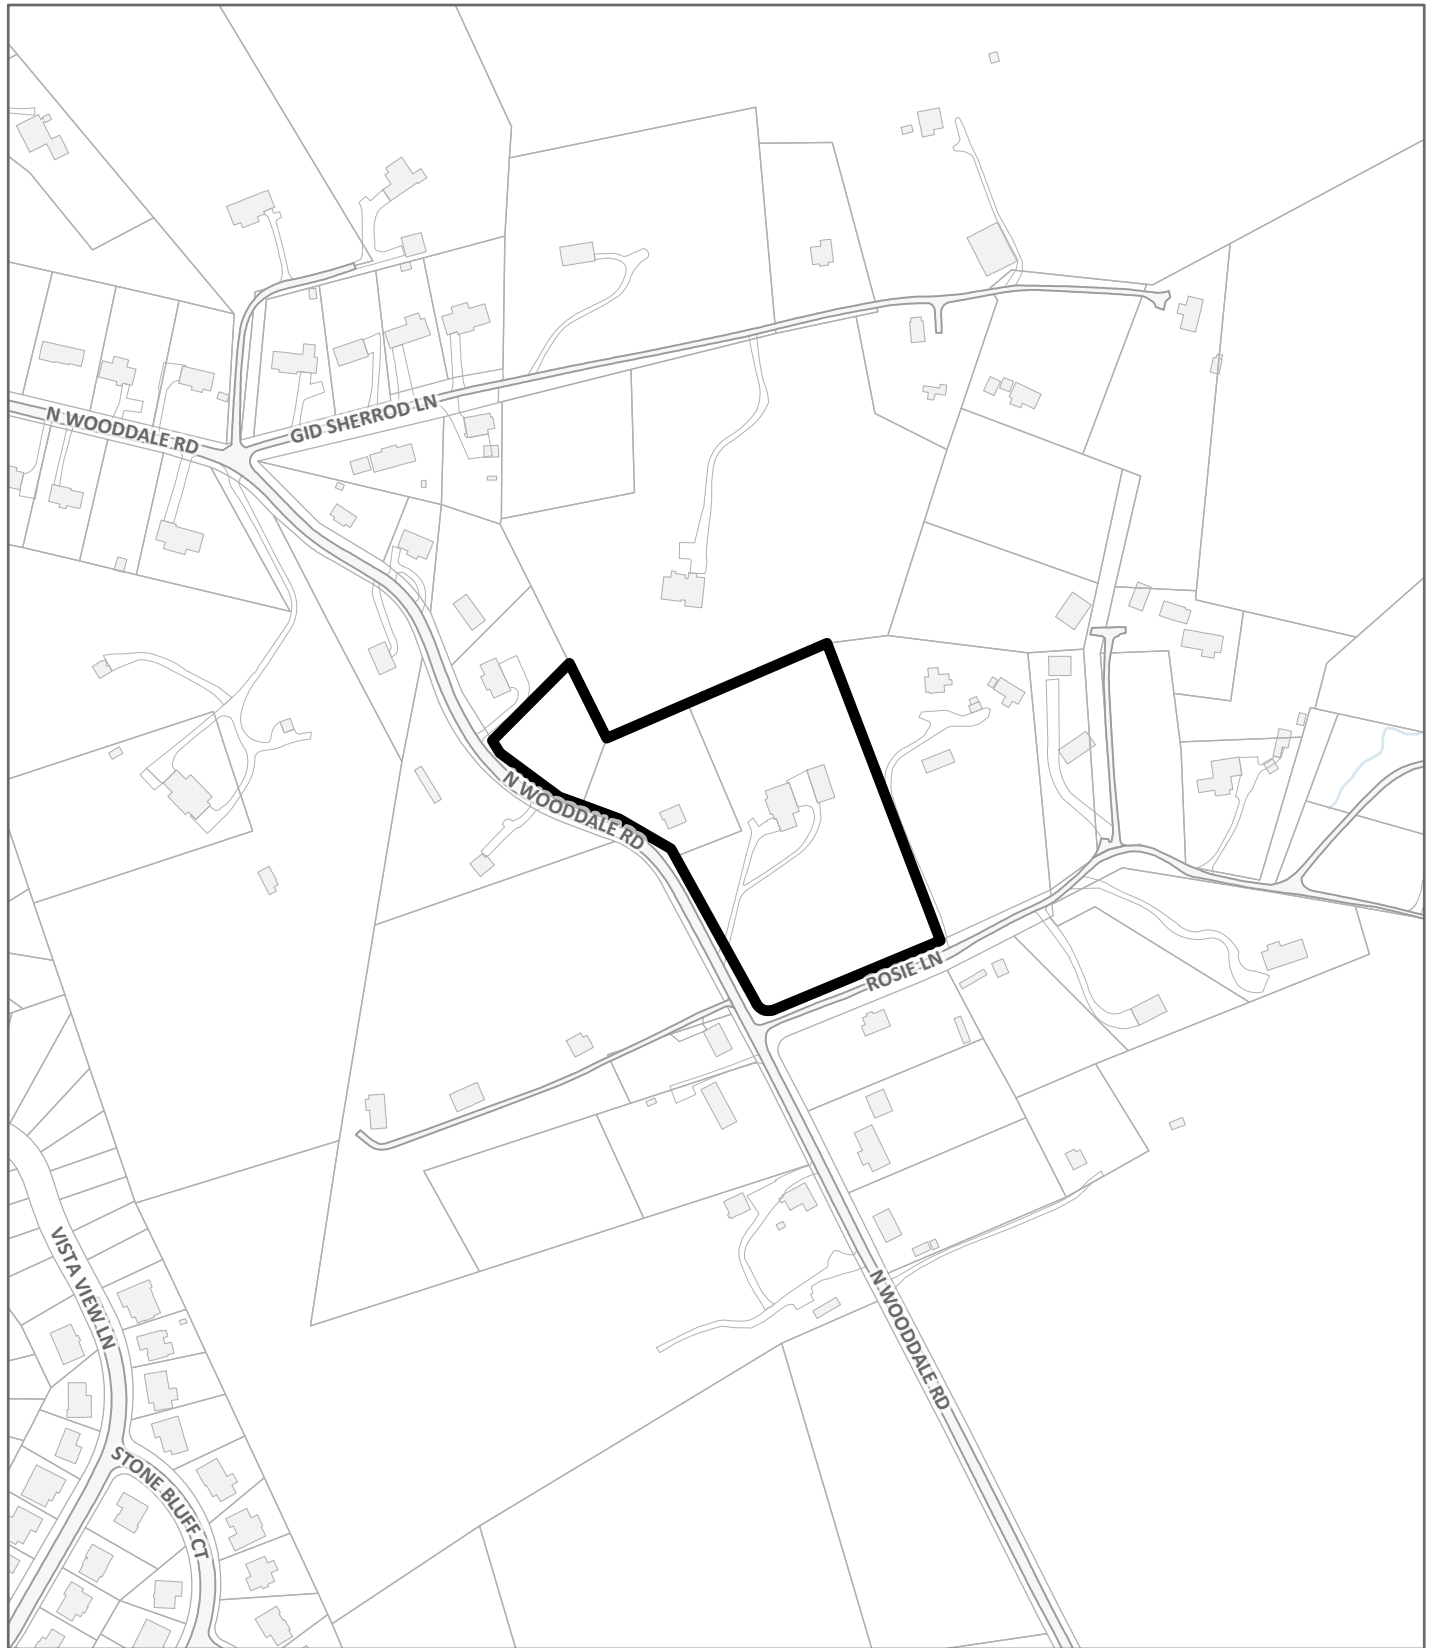 N WOODDALE RD
GID SHERROD LN
N WOODDALE RD
ROSIE LN
VISTA VIEW LN
N WOODDALE RD
STONE BLUFF CT